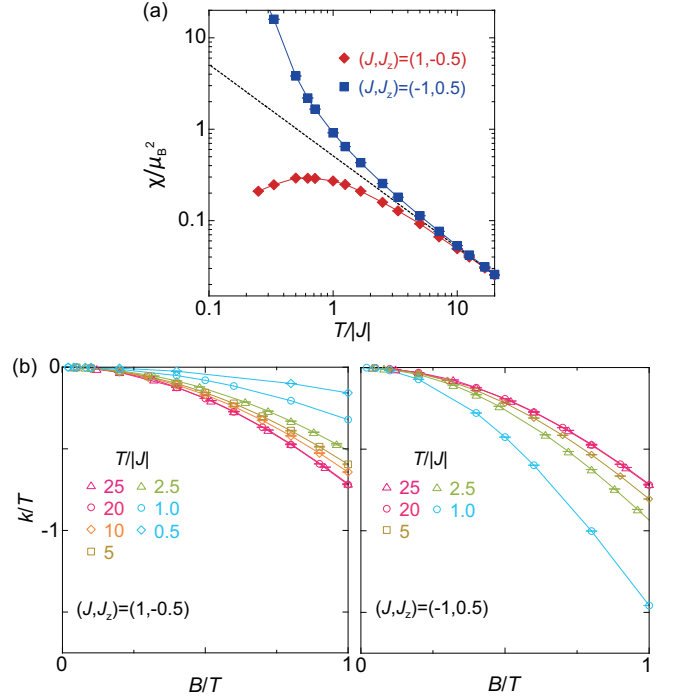 (a)
χ/μB²
10
1
0.1
(J,Jz)=(1,-0.5)
(J,Jz)=(-1,0.5)
0.1
1
10
T/|J|
(b)
k/T
0
-1
T/|J|
25 2.5
20 1.0
10 0.5
5
(J,Jz)=(1,-0.5)
0
1
B/T
T/|J|
25 2.5
20 1.0
5
(J,Jz)=(-1,0.5)
0
1
B/T